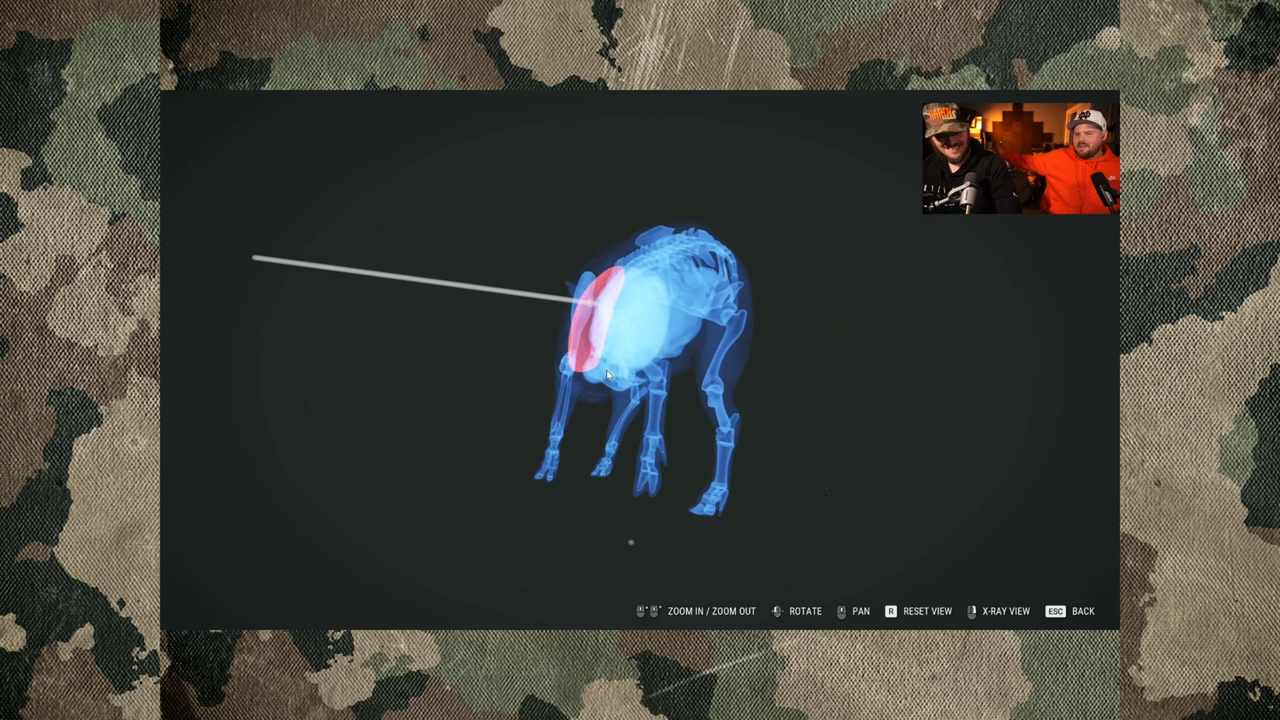 ZOOM IN / ZOOM OUT ROTATE PAN R RESET VIEW X-RAY VIEW ESC BACK